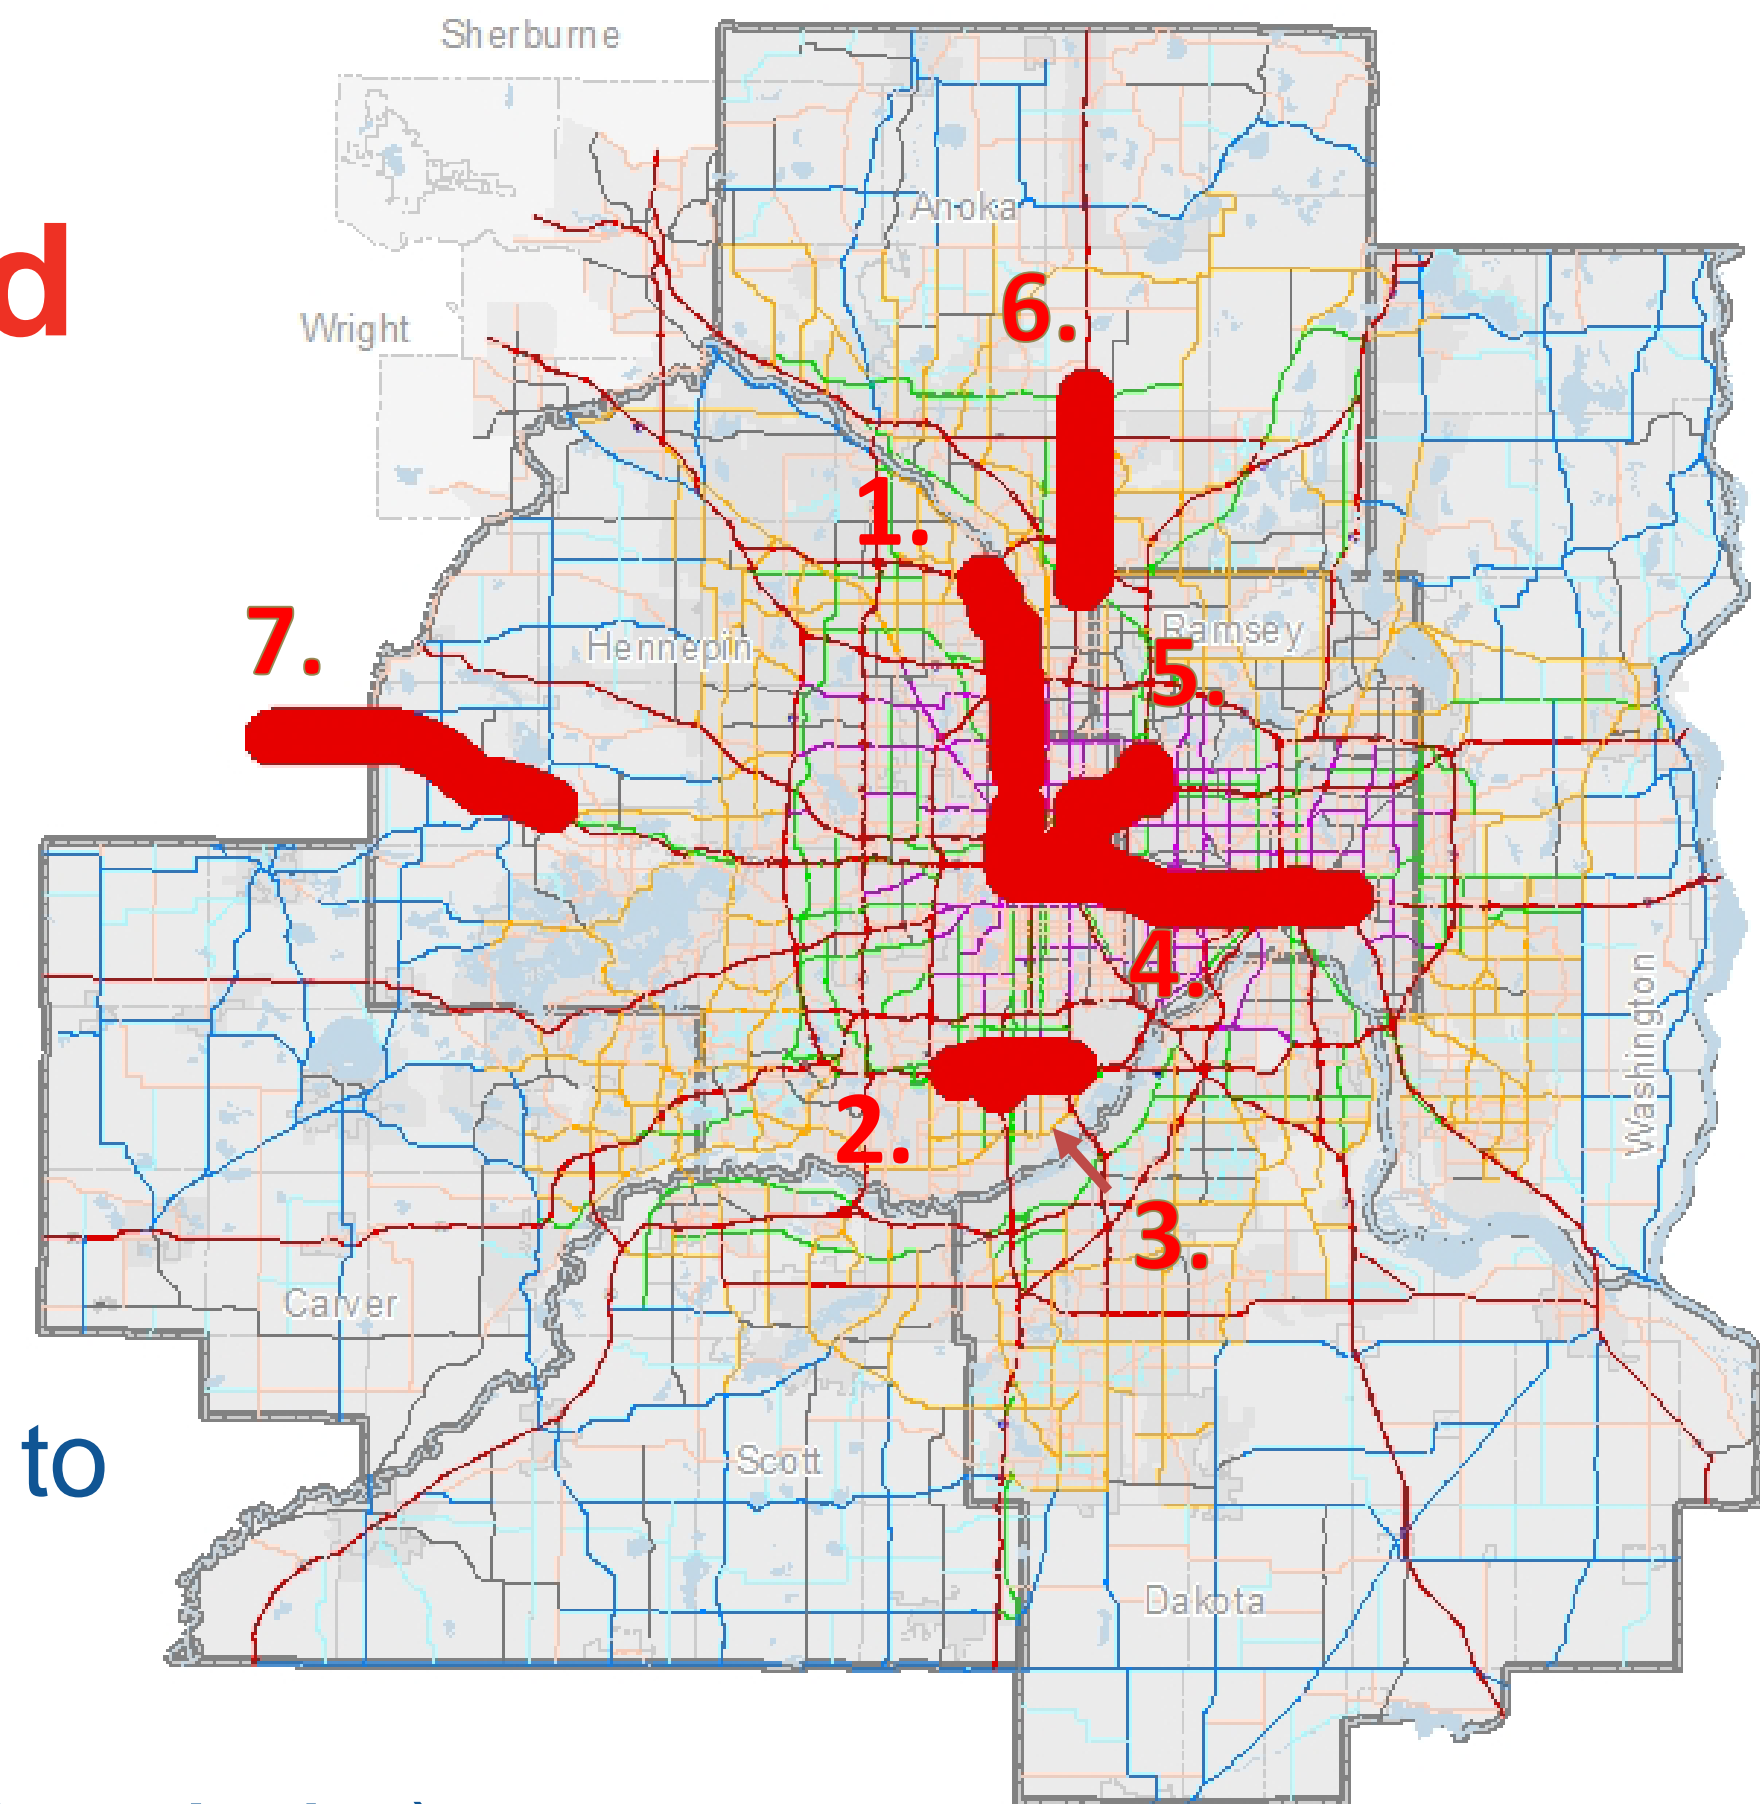 Sherburne
Anoka
d
6.
Wright
1.
7.
Hennepin
Ramsey
5.
4.
Washington
2.
3.
Carver
to
Scott
Dakota